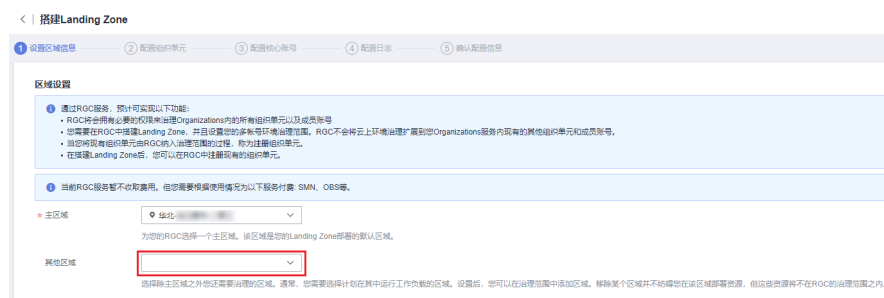 搭建Landing Zone
1 设置区域信息 2 配置组织单元 3 配置核心账号 4 配置日志 5 确认配置信息
区域设置
通过RGC服务，预计可实现以下功能:
• RGC将会拥有必要的权限来治理Organizations内的所有组织单元以及成员账号
• 您需要在RGC中搭建Landing Zone，并且设置您的多帐号环境治理范围。RGC不会将云上环境治理扩展到您Organizations服务内现有的其他组织单元和成员账号。
• 当您将现有组织单元由RGC纳入治理范围的过程，称为注册组织单元。
• 在搭建Landing Zone后，您可以在RGC中注册现有的组织单元。
当前RGC服务暂不收取费用，但您需要根据使用情况为以下服务付费: SMN、OBS等。
* 主区域 华北
为您的RGC选择一个主区域。该区域是您的Landing Zone部署的默认区域。
其他区域
选择除主区域之外您还需要治理的区域。通常，您需要选择计划在其中运行工作负载的区域。设置后，您可以在治理范围中添加区域。移除某个区域并不妨碍您在该区域部署资源，但这些资源将不在RGC的治理范围之内